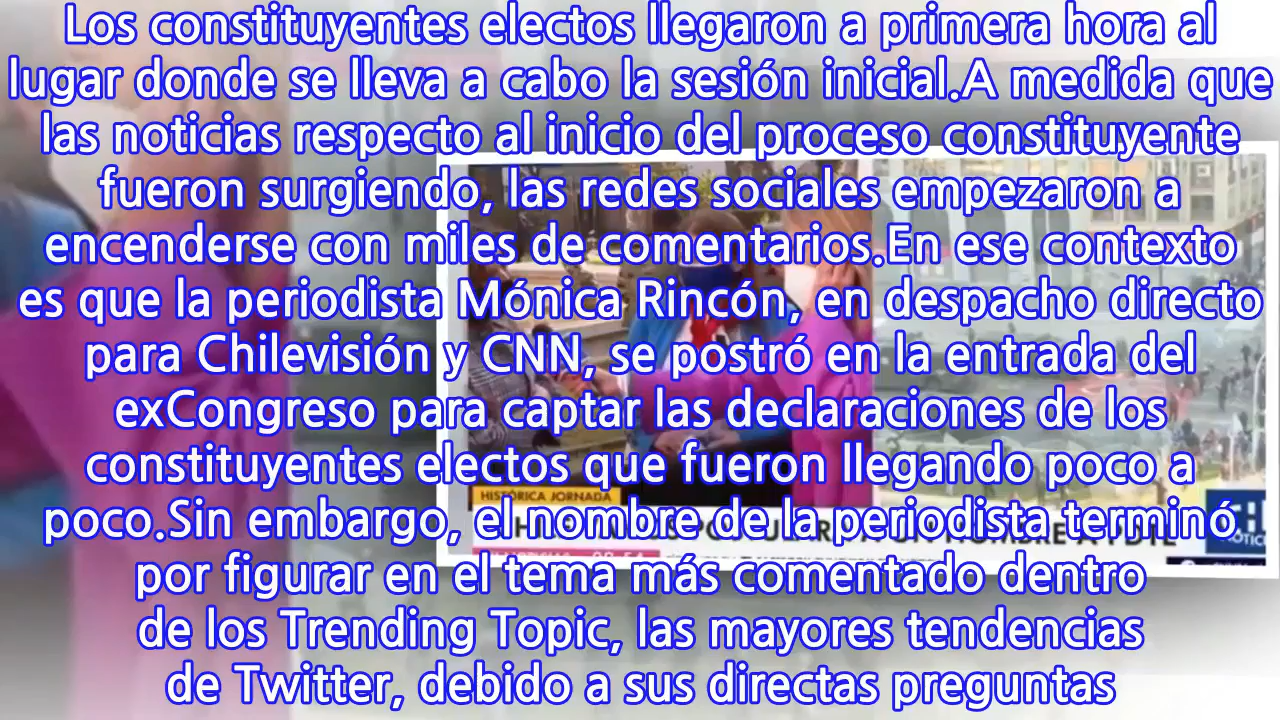 Los constituyentes electos llegaron a primera hora al
lugar donde se lleva a cabo la sesión inicial.A medida que
las noticias respecto al inicio del proceso constituyente
fueron surgiendo, las redes sociales empezaron a
encenderse con miles de comentarios.En ese contexto
es que la periodista Mónica Rincón, en despacho directo
para Chilevisión y CNN, se postró en la entrada del
exCongreso para captar las declaraciones de los
constituyentes electos que fueron llegando poco a
HISTÓRICA JORNADA
poco.Sin embargo, el nombre de la periodista terminó
por figurar en el tema más comentado dentro
de los Trending Topic, las mayores tendencias
de Twitter, debido a sus directas preguntas